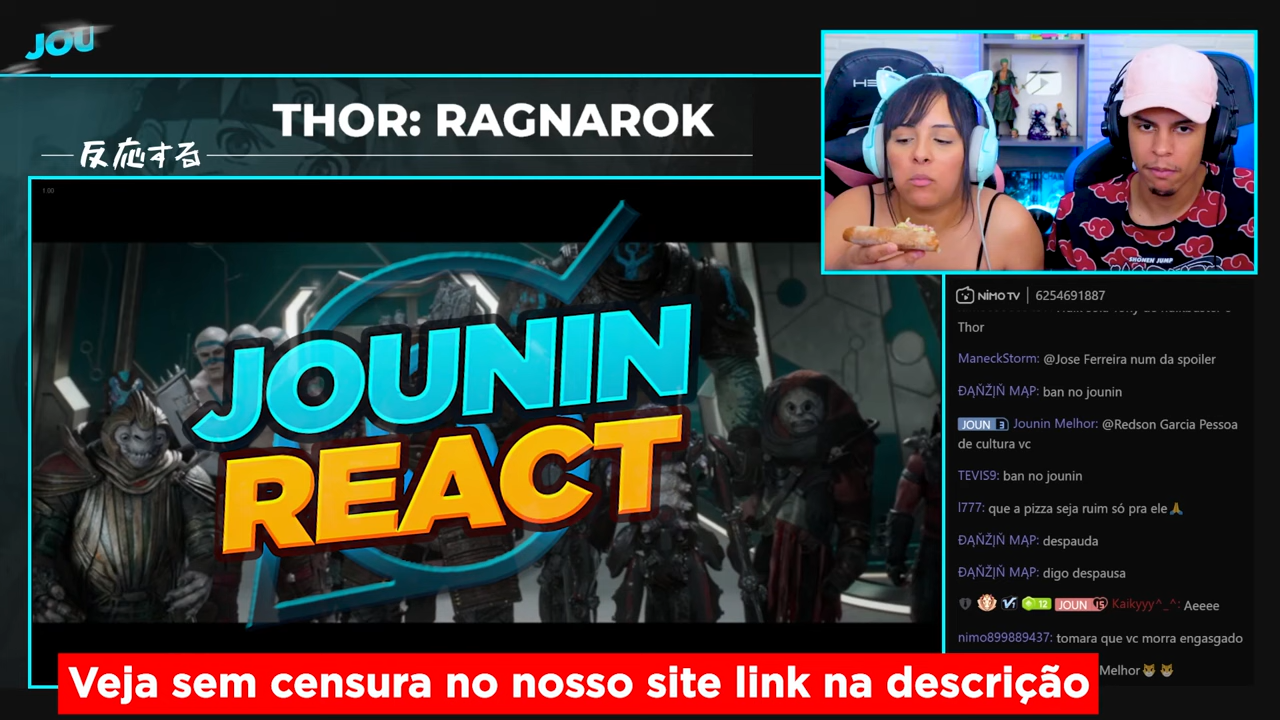 JOU
THOR: RAGNAROK
反応する
1.00
JOUNIN
REACT
SHONEN JUMP
NIMO TV | 6254691887
Thor
ManeckStorm: @Jose Ferreira num da spoiler
ĐĄŇŽĮŇ MĄP: ban no jounin
JOUN 3 Jounin Melhor: @Redson Garcia Pessoa
de cultura vc
TEVIS9: ban no jounin
l777: que a pizza seja ruim só pra ele🙏
ĐĄŇŽĮŇ MĄP: despauda
ĐĄŇŽĮŇ MĄP: digo despausa
12 JOUN 15 Kaikyyy^_^: Aeeee
nimo899889437: tomara que vc morra engasgado
Melhor😼 😼
Veja sem censura no nosso site link na descrição